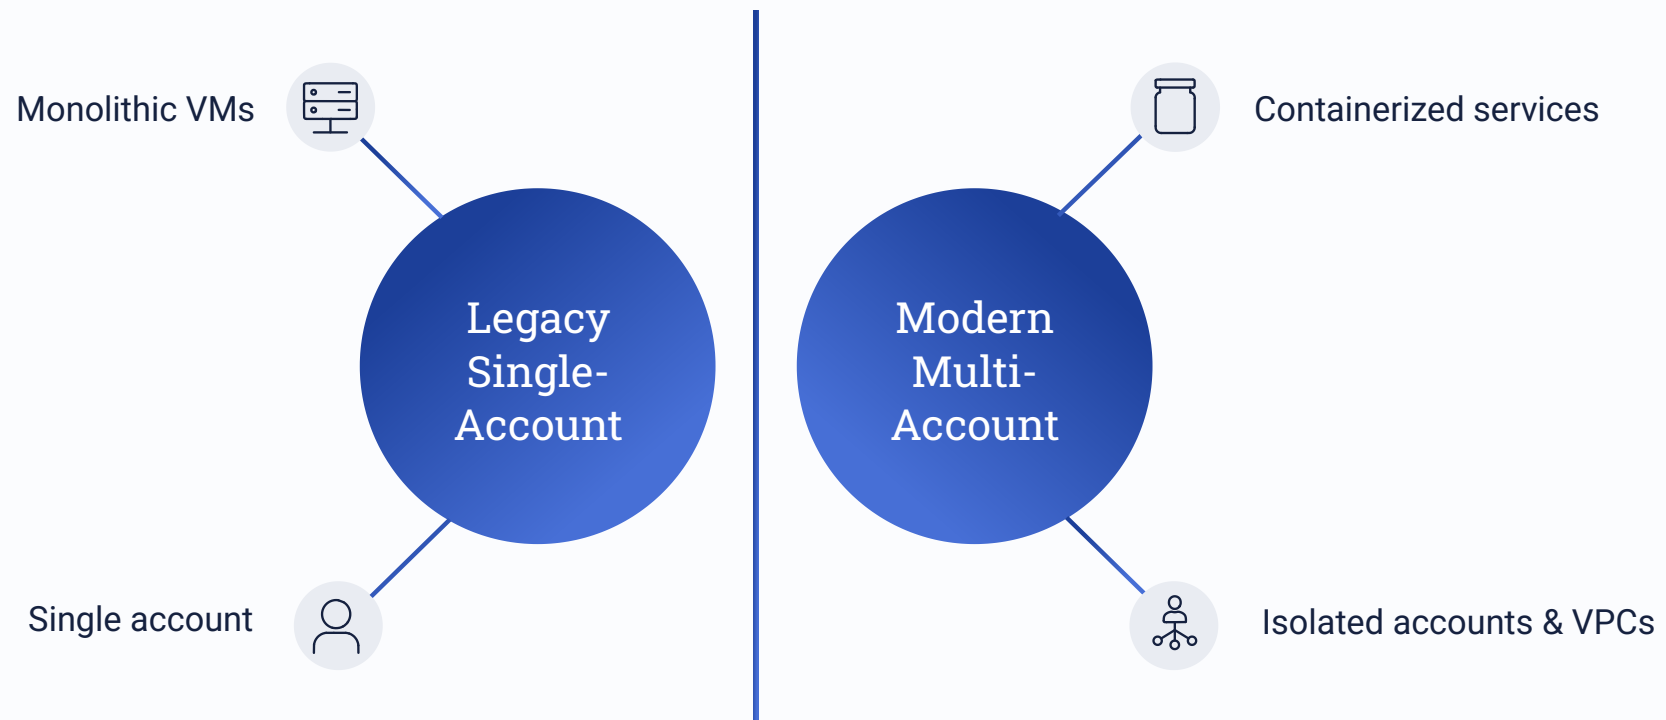 Monolithic VMs
Legacy
Single-
Account
Single account
Containerized services
Modern
Multi-
Account
Isolated accounts & VPCs